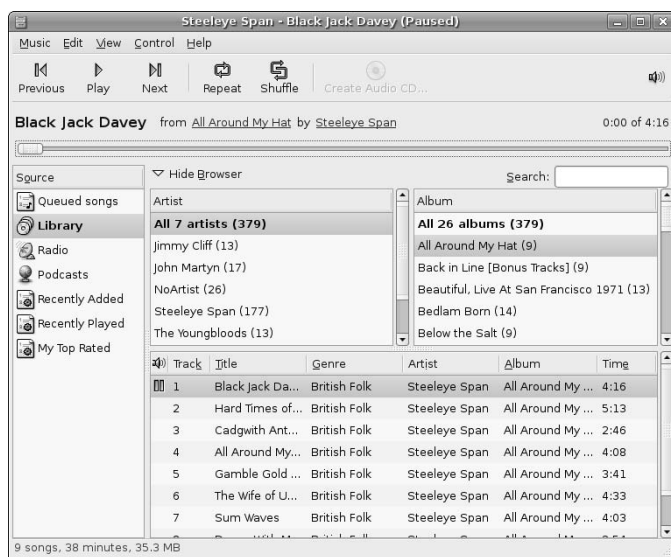 Steeleye Span - Black Jack Davey (Paused)
Music Edit View Control Help
Previous Play Next Repeat Shuffle Create Audio CD...
Black Jack Davey from All Around My Hat by Steeleye Span 0:00 of 4:16
Source
Queued songs
Library
Radio
Podcasts
Recently Added
Recently Played
My Top Rated
Hide Browser Search:
Artist
All 7 artists (379)
Jimmy Cliff (13)
John Martyn (17)
NoArtist (26)
Steeleye Span (177)
The Youngbloods (13)
Album
All 26 albums (379)
All Around My Hat (9)
Back in Line [Bonus Tracks] (9)
Beautiful, Live At San Francisco 1971 (13)
Bedlam Born (14)
Below the Salt (9)
Track Title Genre Artist Album Time
1 Black Jack Da... British Folk Steeleye Span All Around My ... 4:16
2 Hard Times of... British Folk Steeleye Span All Around My ... 5:13
3 Cadgwith Ant... British Folk Steeleye Span All Around My ... 2:46
4 All Around My... British Folk Steeleye Span All Around My ... 4:08
5 Gamble Gold ... British Folk Steeleye Span All Around My ... 3:41
6 The Wife of U... British Folk Steeleye Span All Around My ... 4:33
7 Sum Waves British Folk Steeleye Span All Around My ... 4:03
9 songs, 38 minutes, 35.3 MB